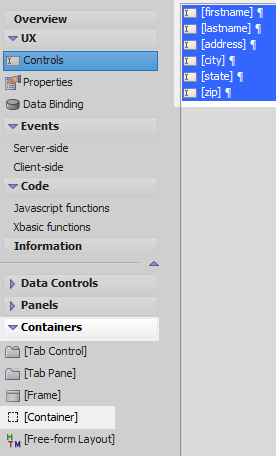 Overview
UX
Controls
Properties
Data Binding
Events
Server-side
Client-side
Code
Javascript functions
Xbasic functions
Information
Data Controls
Panels
Containers
[Tab Control]
[Tab Pane]
[Frame]
[Container]
HTM [Free-form Layout]
[firstname] ¶
[lastname] ¶
[address] ¶
[city] ¶
[state] ¶
[zip] ¶